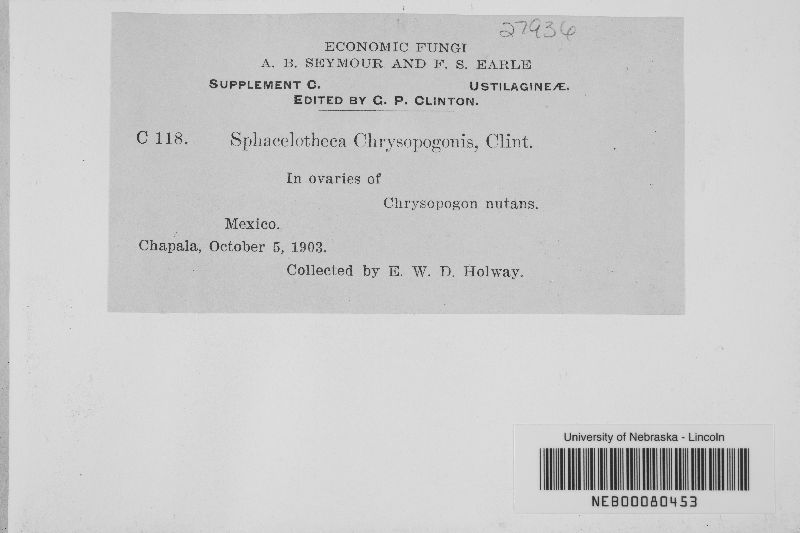 27936
ECONOMIC FUNGI
A. B. SEYMOUR AND F. S. EARLE
SUPPLEMENT C. USTILAGINEÆ.
EDITED BY G. P. CLINTON.
C 118. Sphacelotheca Chrysopogonis, Clint.
In ovaries of
Chrysopogon nutans.
Mexico.
Chapala, October 5, 1903.
Collected by E. W. D. Holway.
University of Nebraska - Lincoln
NEB00080453